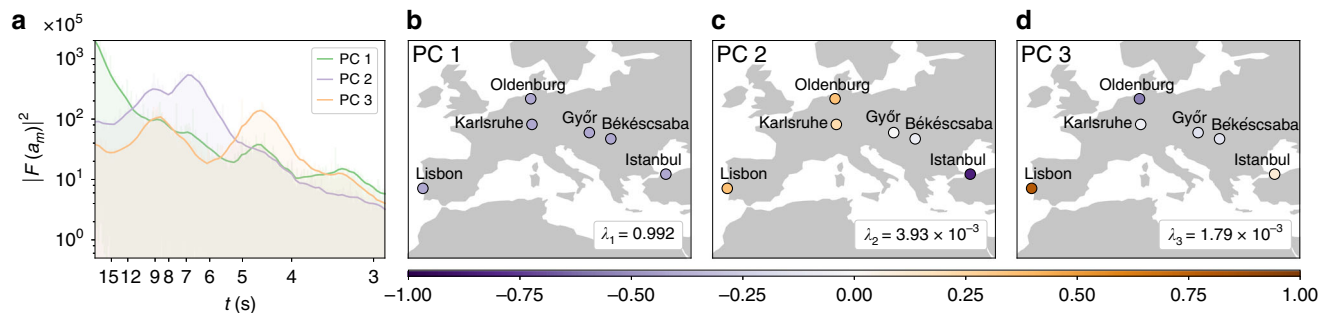 a
×10⁵
10³
10²
10¹
10⁰
|F (aₘ)|²
PC 1
PC 2
PC 3
15 12 9 8 7 6 5 4 3
t (s)
b
PC 1
Oldenburg
Karlsruhe
Győr
Békéscsaba
Istanbul
Lisbon
λ₁ = 0.992
c
PC 2
Oldenburg
Karlsruhe
Győr
Békéscsaba
Istanbul
Lisbon
λ₂ = 3.93 × 10⁻³
d
PC 3
Oldenburg
Karlsruhe
Győr
Békéscsaba
Istanbul
Lisbon
λ₃ = 1.79 × 10⁻³
−1.00 −0.75 −0.50 −0.25 0.00 0.25 0.50 0.75 1.00